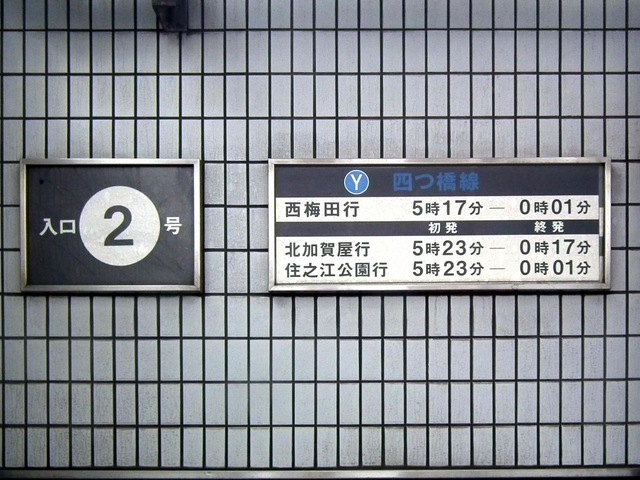 入口 2 号
Y 四つ橋線
西梅田行 5時17分 — 0時01分
初発 終発
北加賀屋行 5時23分 — 0時17分
住之江公園行 5時23分 — 0時01分